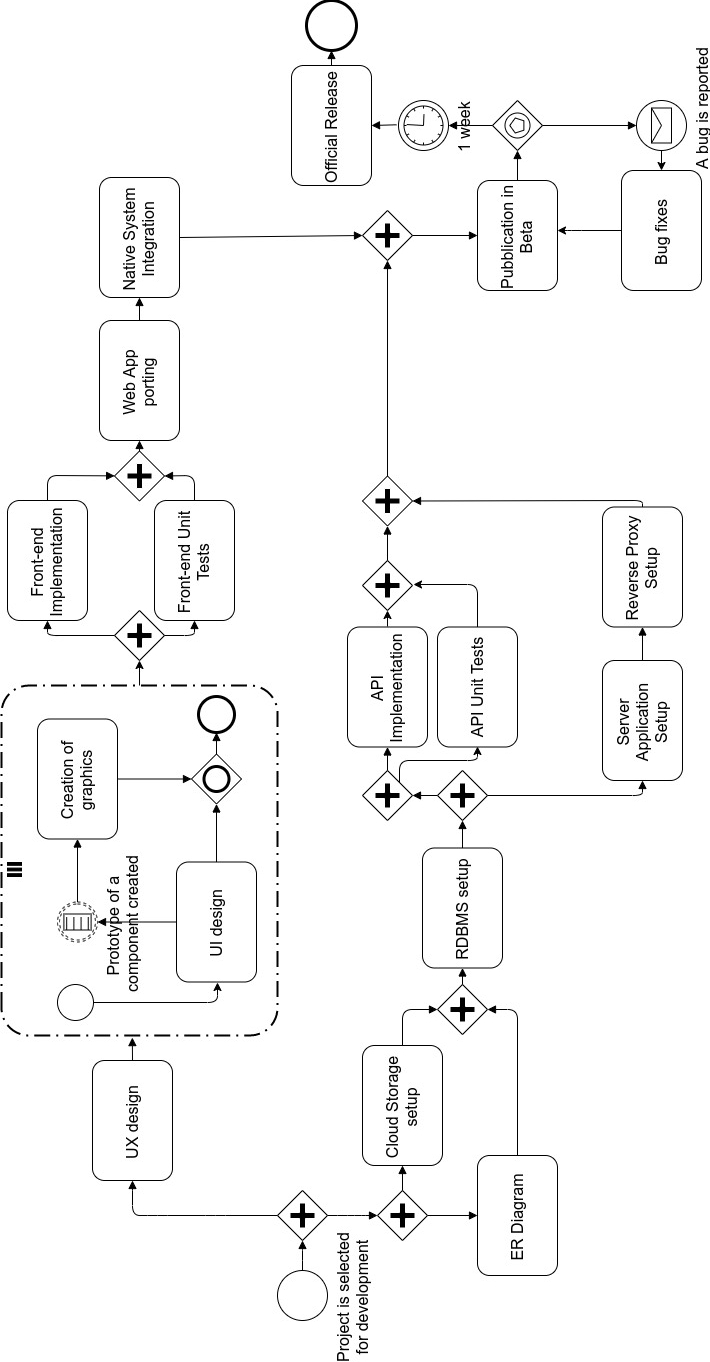 Project is selected
for development
UX design
Prototype of a
component created
UI design
Creation of
graphics
Front-end
Implementation
Front-end Unit
Tests
Web App
porting
Native System
Integration
Cloud Storage
setup
ER Diagram
RDBMS setup
API
Implementation
API Unit Tests
Server
Application
Setup
Reverse Proxy
Setup
Pubblication in
Beta
1 week
Official Release
A bug is reported
Bug fixes